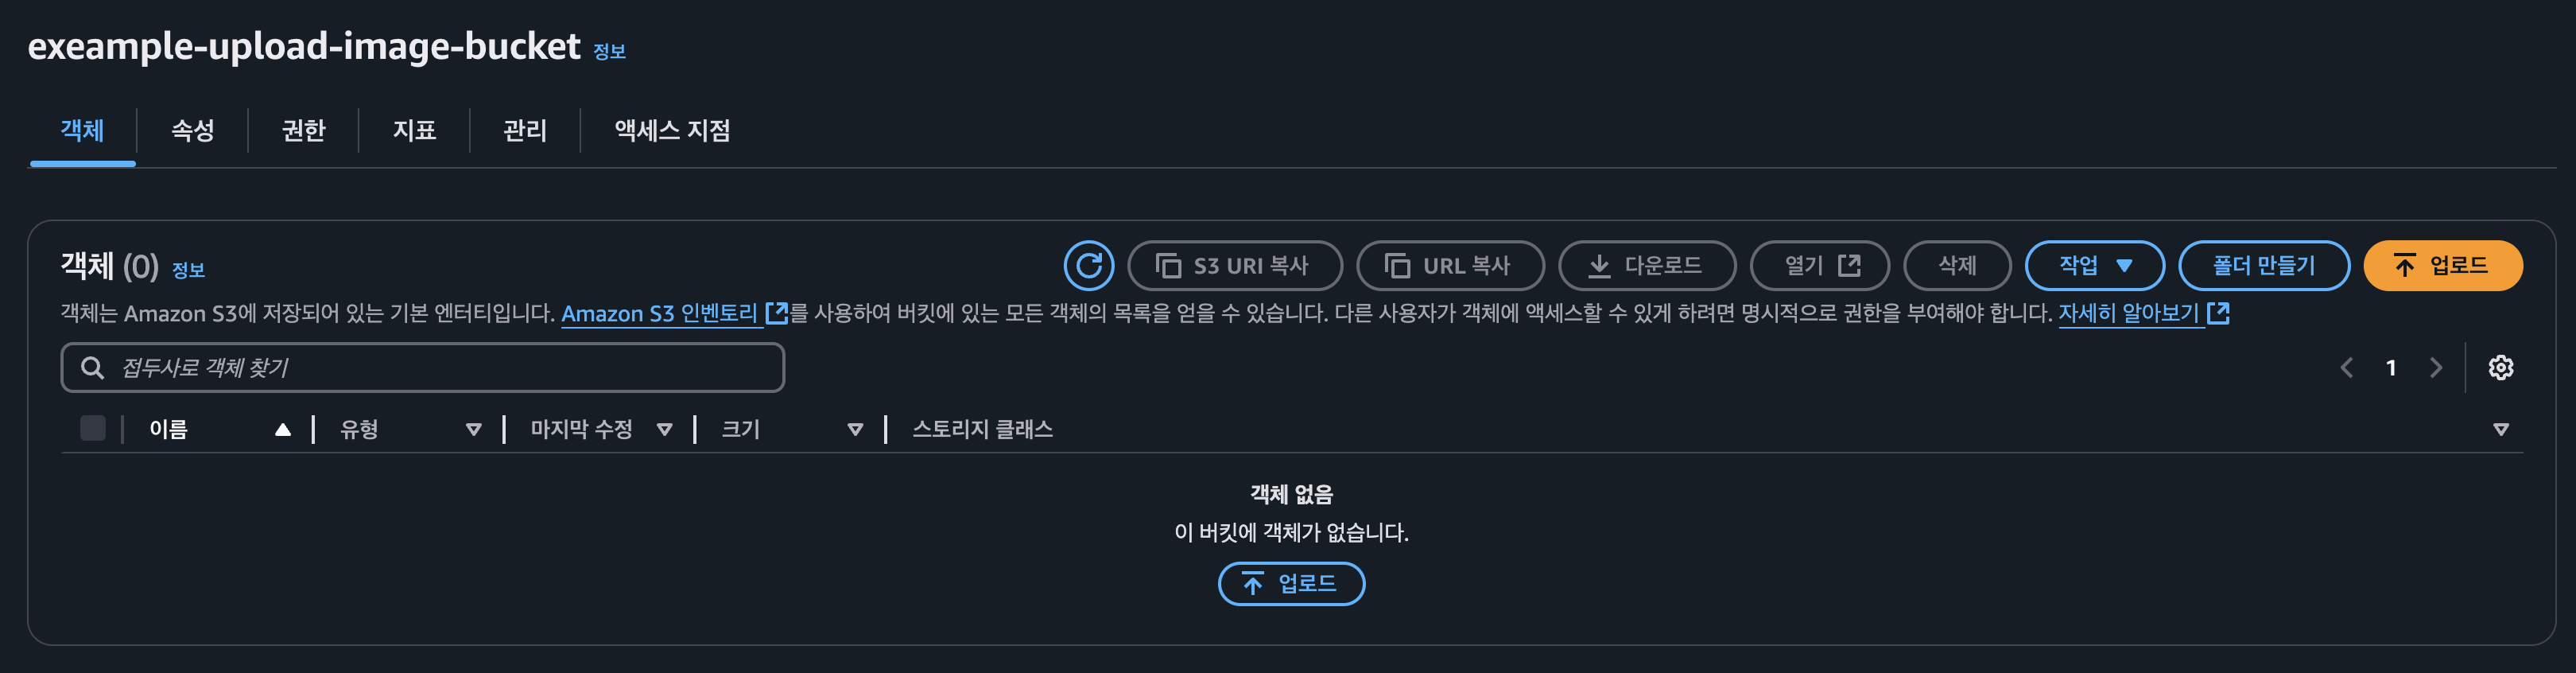 exeample-upload-image-bucket 정보
객체 속성 권한 지표 관리 액세스 지점
객체 (0) 정보 S3 URI 복사 URL 복사 다운로드 열기 삭제 작업 폴더 만들기 업로드
객체는 Amazon S3에 저장되어 있는 기본 엔터티입니다. Amazon S3 인벤토리를 사용하여 버킷에 있는 모든 객체의 목록을 얻을 수 있습니다. 다른 사용자가 객체에 액세스할 수 있게 하려면 명시적으로 권한을 부여해야 합니다. 자세히 알아보기
접두사로 객체 찾기 1
이름 유형 마지막 수정 크기 스토리지 클래스
객체 없음
이 버킷에 객체가 없습니다.
업로드